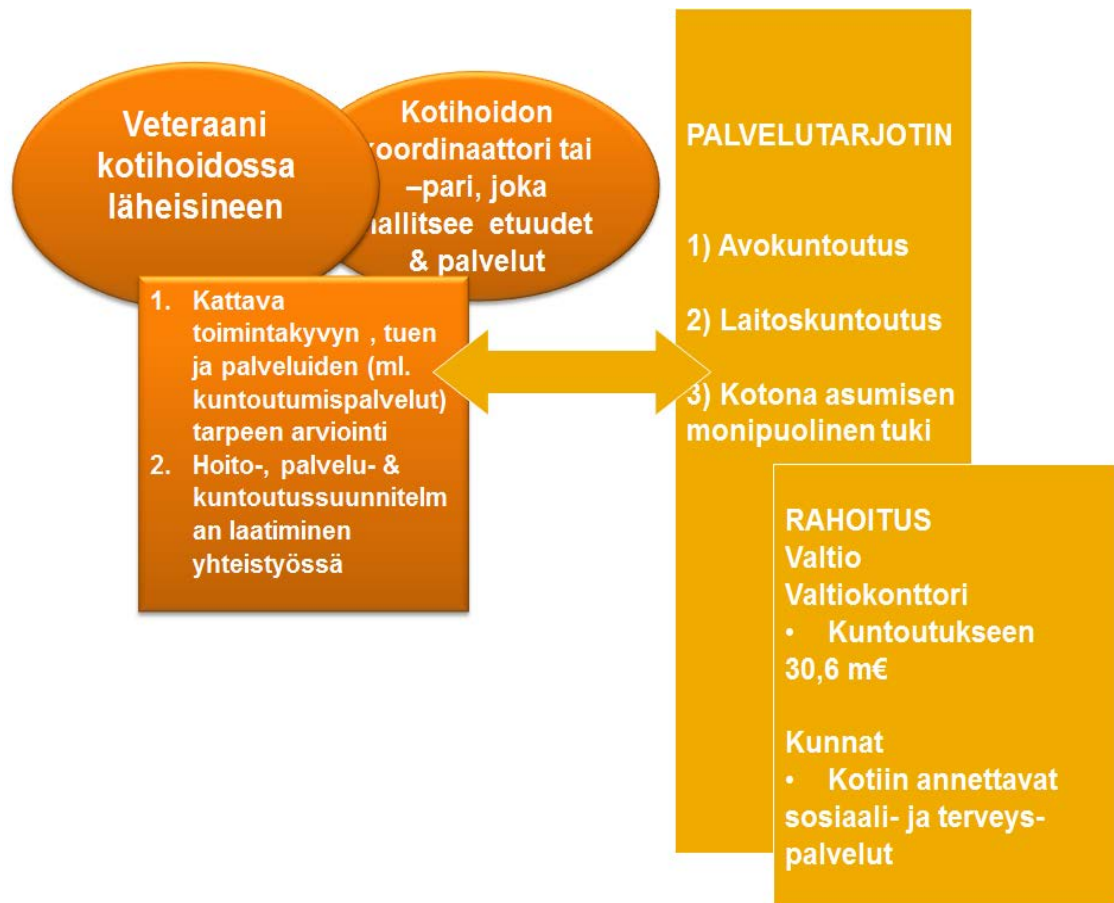 Veteraani
kotihoidossa
läheisineen
Kotihoidon
koordinaattori tai
–pari, joka
hallitsee etuudet
& palvelut
1. Kattava
toimintakyvyn , tuen
ja palveluiden (ml.
kuntoutumispalvelut)
tarpeen arviointi
2. Hoito-, palvelu- &
kuntoutussuunnitelm
an laatiminen
yhteistyössä
PALVELUTARJOTIN
1) Avokuntoutus
2) Laitoskuntoutus
3) Kotona asumisen
monipuolinen tuki
RAHOITUS
Valtio
Valtiokonttori
• Kuntoutukseen
30,6 m€
Kunnat
• Kotiin annettavat
sosiaali- ja terveys-
palvelut